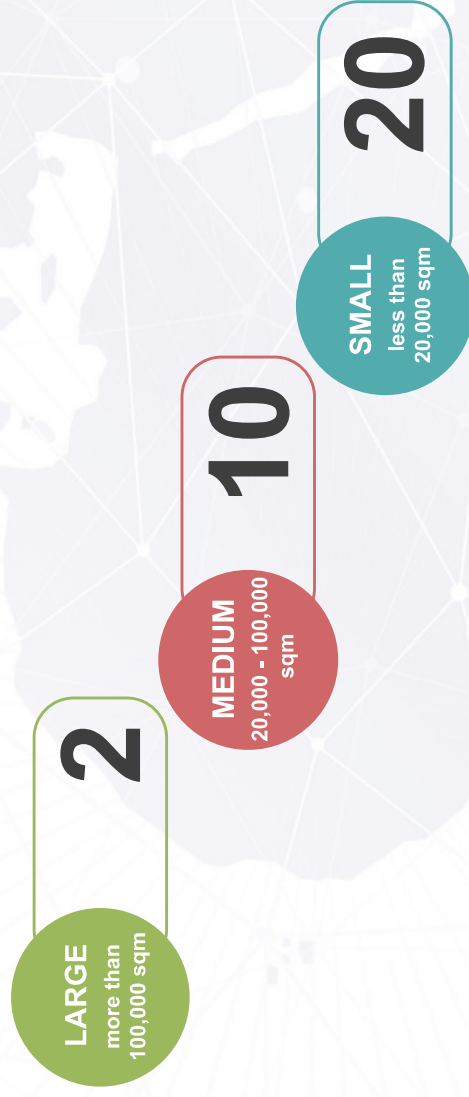 LARGE
more than
100,000 sqm
2
MEDIUM
20,000 - 100,000
sqm
10
SMALL
less than
20,000 sqm
20